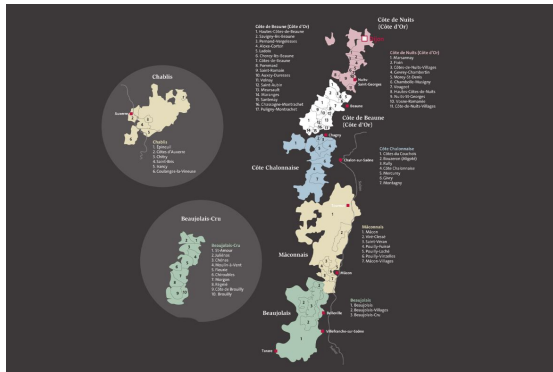 Côte de Nuits
(Côte d'Or)
Côte de Beaune (Côte d'Or)
1. Hautes-Côtes-de-Beaune
2. Savigny-lès-Beaune
3. Pernand-Vergelesses
4. Aloxe-Corton
5. Ladoix
6. Chorey-lès-Beaune
7. Côtes de Beaune
8. Pommard
9. Saint-Romain
10. Auxey-Duresses
11. Volnay
12. Saint-Aubin
13. Meursault
14. Maranges
15. Santenay
16. Chassagne-Montrachet
17. Puligny-Montrachet
Côte de Nuits (Côte d'Or)
1. Marsannay
2. Fixin
3. Côtes de Nuits-Villages
4. Gevrey-Chambertin
5. Morey-St-Denis
6. Chambolle-Musigny
7. Vougeot
8. Hautes-Côtes-de-Nuits
9. Nuits-St-Georges
10. Vosne-Romanée
11. Côte de Nuits-Villages
Nuits-
Saint-Georges
Beaune
Côte de Beaune
(Côte d'Or)
Chagny
Chablis
Auxerre
Chablis
1. Épineuil
2. Côtes d'Auxerre
3. Chitry
4. Saint-Bris
5. Irancy
6. Coulanges-la-Vineuse
Côte Chalonnaise
Chalon-sur-Saône
Côte Chalonnaise
1. Côtes du Couchois
2. Bouzeron (Aligoté)
3. Rully
4. Côte Chalonnaise
5. Mercurey
6. Givry
7. Montagny
Beaujolais-Cru
Beaujolais-Cru
1. St-Amour
2. Juliénas
3. Chénas
4. Moulin-à-Vent
5. Fleurie
6. Chiroubles
7. Morgon
8. Régnié
9. Côte de Brouilly
10. Brouilly
Mâconnais
Mâcon
Mâconnais
1. Mâcon
2. Viré-Clessé
3. Saint-Véran
4. Pouilly-Fuissé
5. Pouilly-Loché
6. Pouilly-Vinzelles
7. Mâcon-Villages
Beaujolais
Belleville
Villefranche-sur-Saône
Tarare
Beaujolais
1. Beaujolais
2. Beaujolais-Villages
3. Beaujolais-Cru